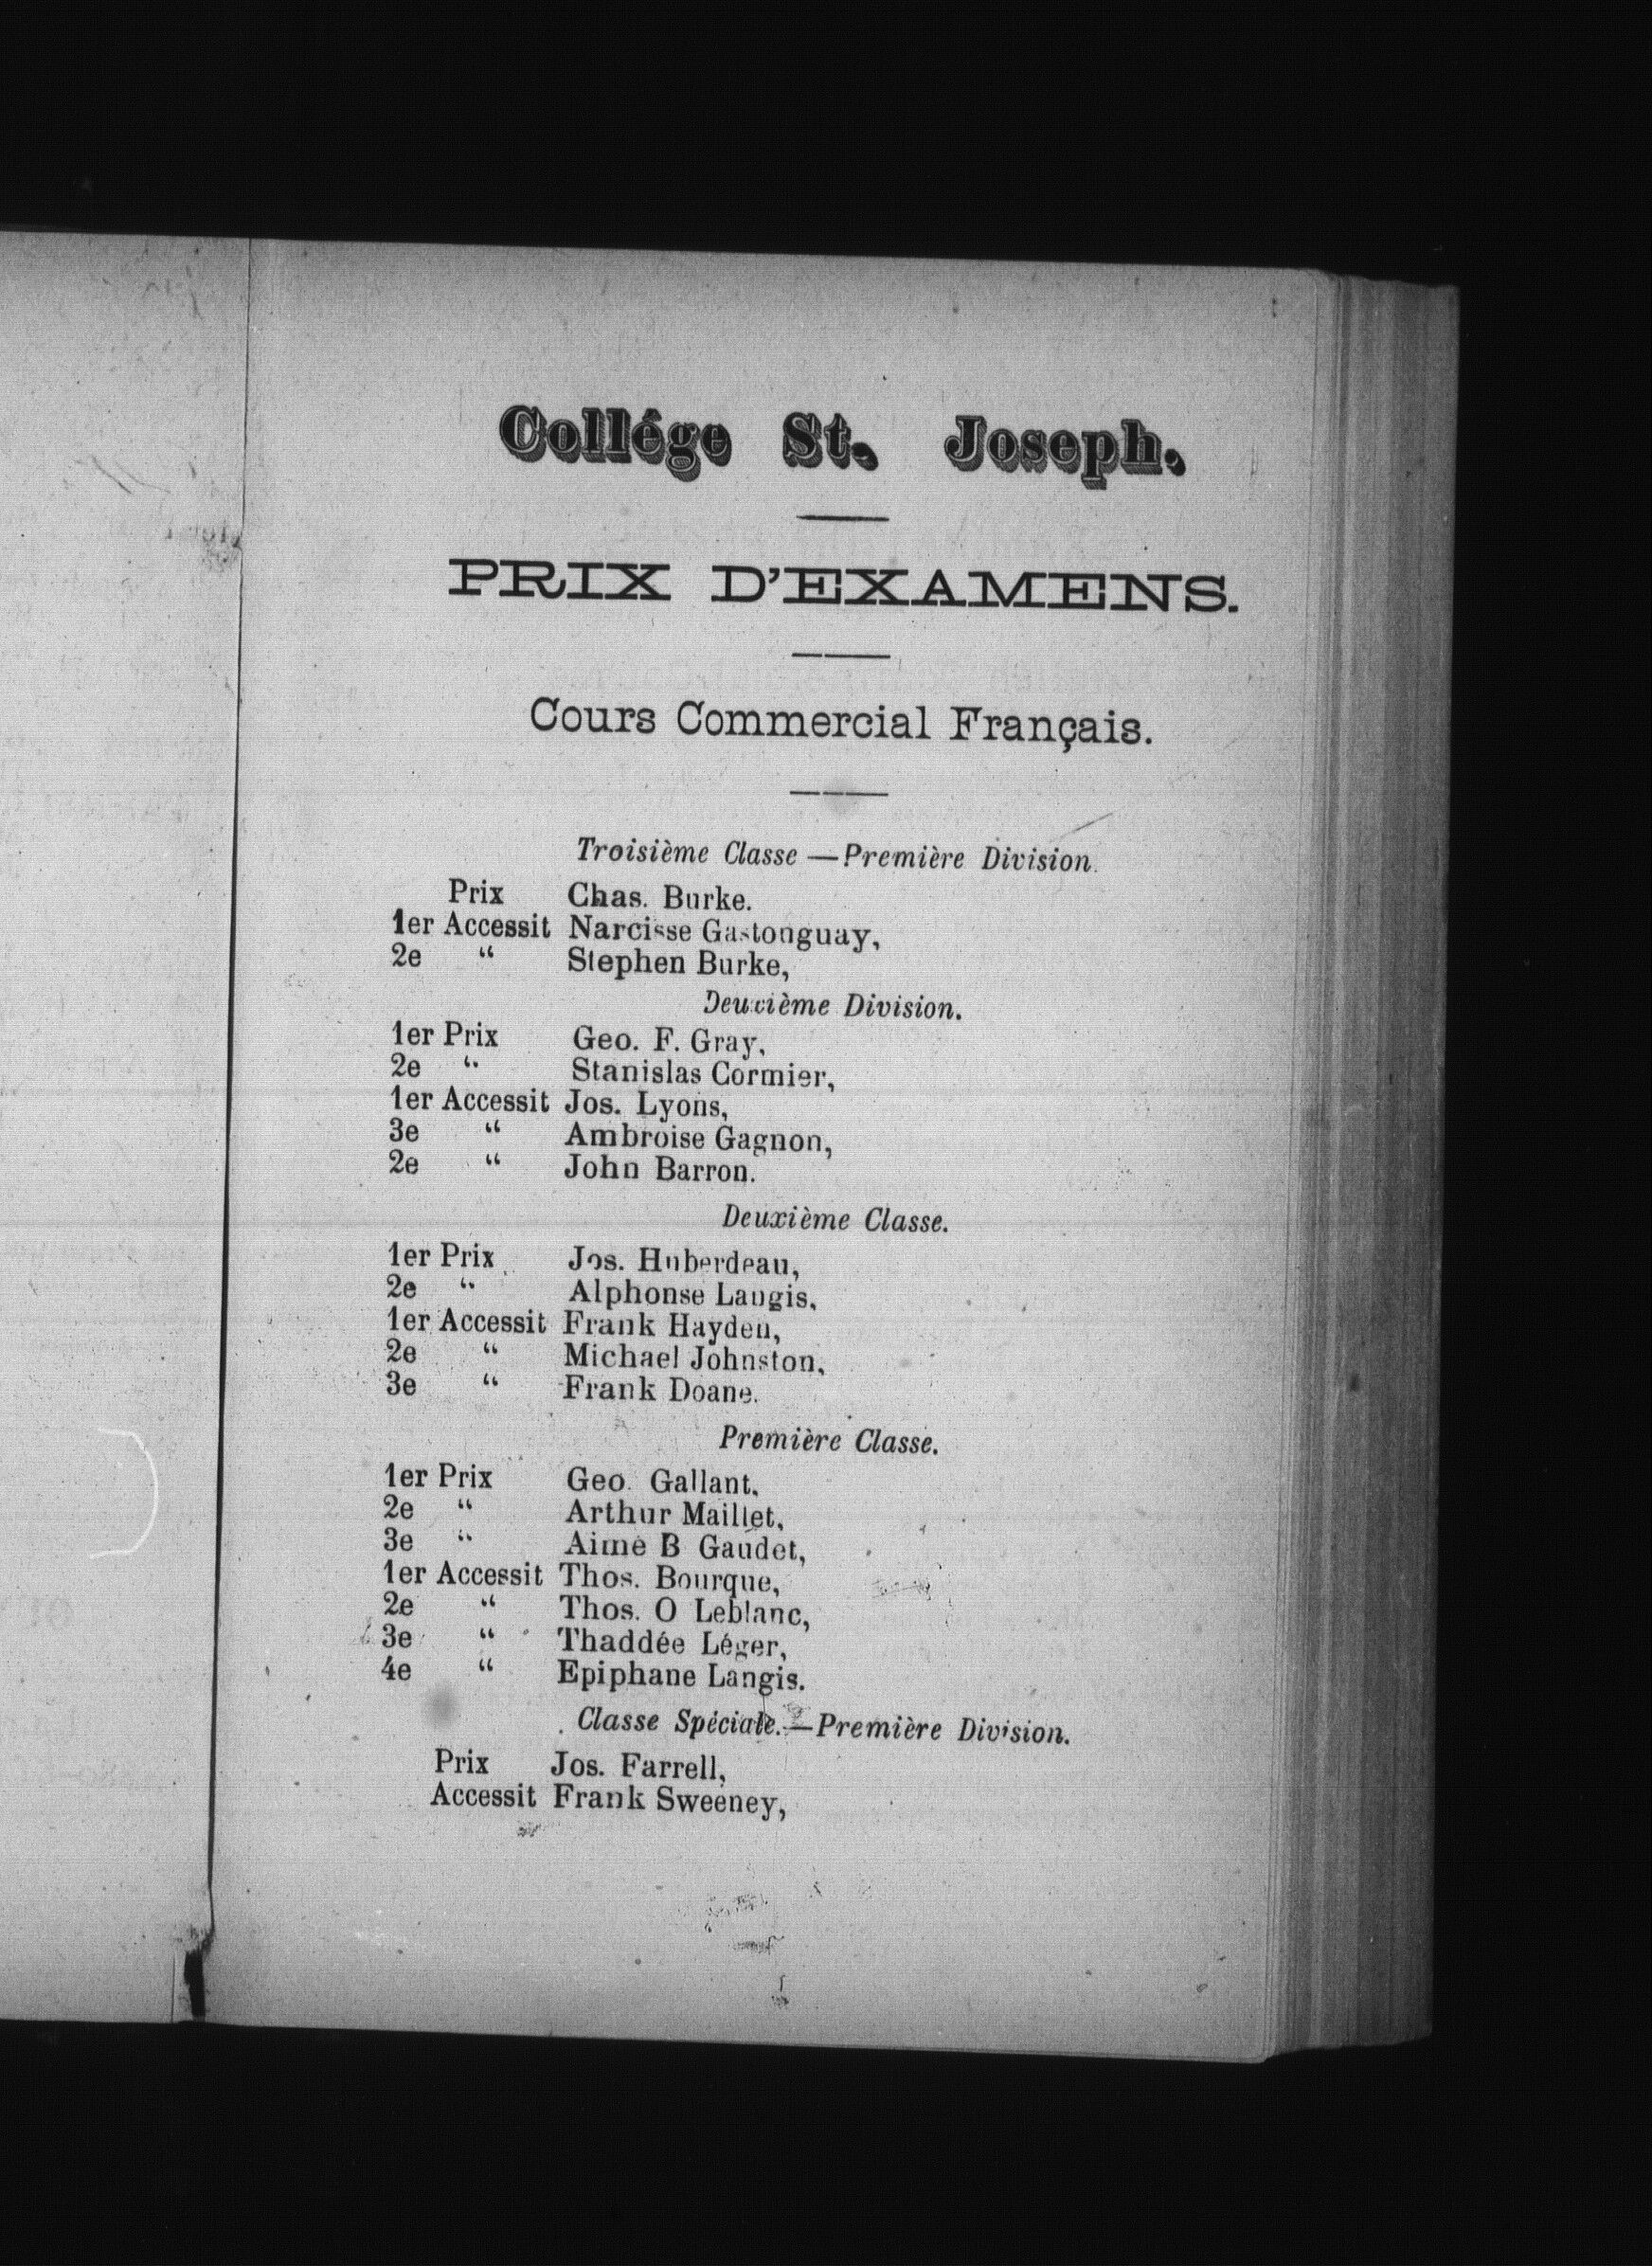 Collége St. Joseph.
PRIX D'EXAMENS.
Cours Commercial Français.
Troisième Classe —Première Division.
Prix Chas. Burke.
1er Accessit Narcisse Gastonguay,
2e “ Stephen Burke,
Deuxième Division.
1er Prix Geo. F. Gray,
2e “ Stanislas Cormier,
1er Accessit Jos. Lyons,
3e “ Ambroise Gagnon,
2e “ John Barron.
Deuxième Classe.
1er Prix Jos. Huberdeau,
2e “ Alphonse Langis,
1er Accessit Frank Hayden,
2e “ Michael Johnston,
3e “ Frank Doane.
Première Classe.
1er Prix Geo. Gallant,
2e “ Arthur Maillet,
3e “ Aimé B Gaudet,
1er Accessit Thos. Bourque,
2e “ Thos. O Leblanc,
3e “ Thaddée Léger,
4e “ Epiphane Langis.
Classe Spéciale.—Première Division.
Prix Jos. Farrell,
Accessit Frank Sweeney,